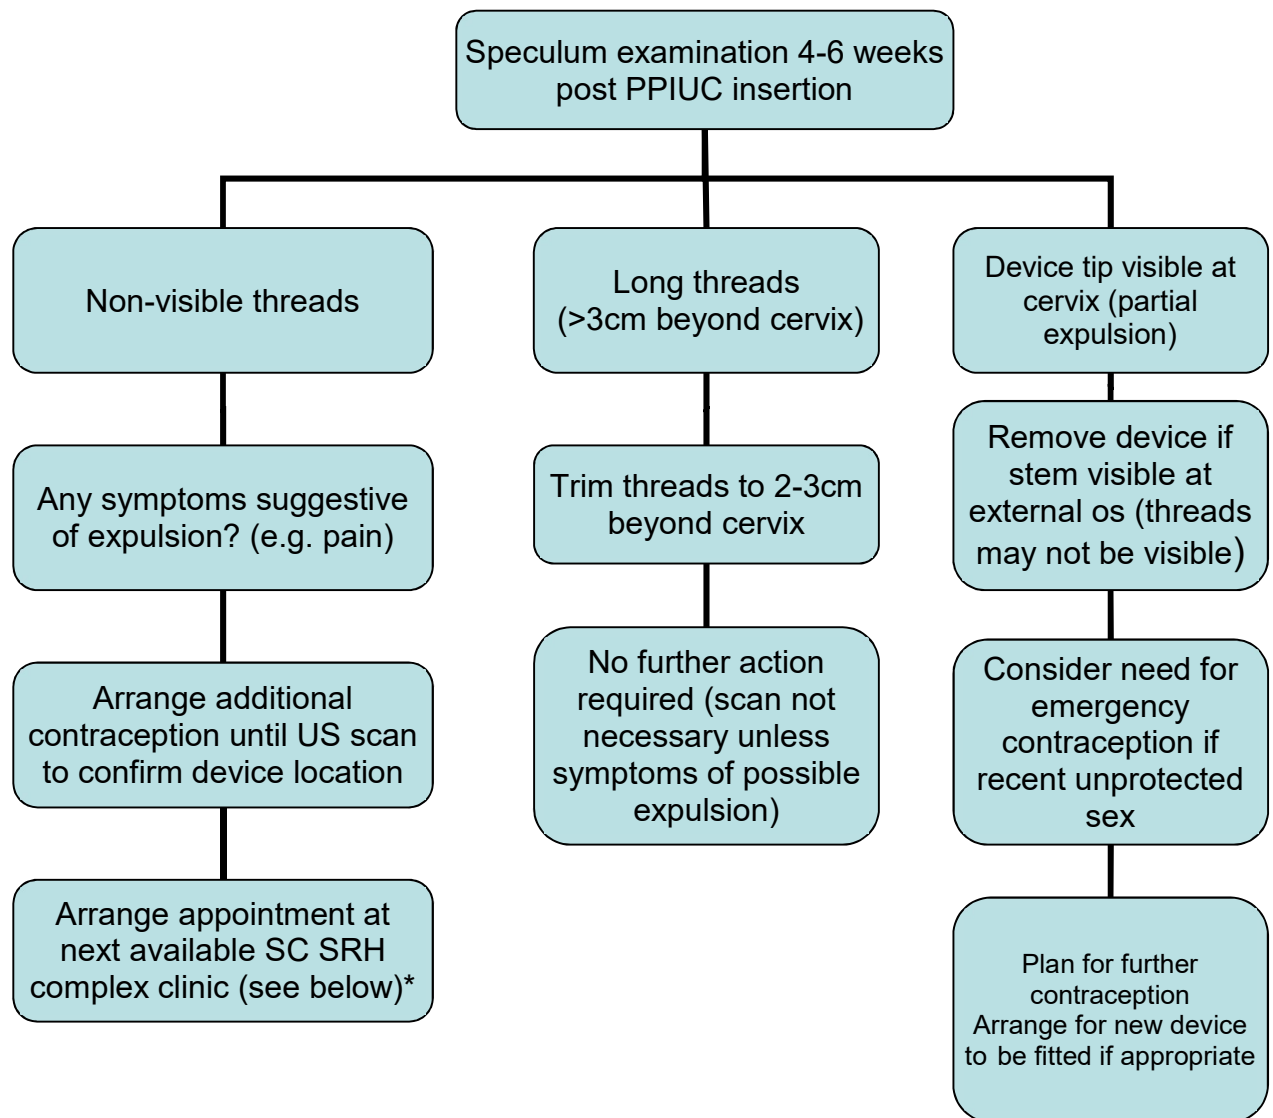 Speculum examination 4-6 weeks
post PPIUC insertion
Non-visible threads
Any symptoms suggestive
of expulsion? (e.g. pain)
Arrange additional
contraception until US scan
to confirm device location
Arrange appointment at
next available SC SRH
complex clinic (see below)*
Long threads
(>3cm beyond cervix)
Trim threads to 2-3cm
beyond cervix
No further action
required (scan not
necessary unless
symptoms of possible
expulsion)
Device tip visible at
cervix (partial
expulsion)
Remove device if
stem visible at
external os (threads
may not be visible)
Consider need for
emergency
contraception if
recent unprotected
sex
Plan for further
contraception
Arrange for new device
to be fitted if appropriate